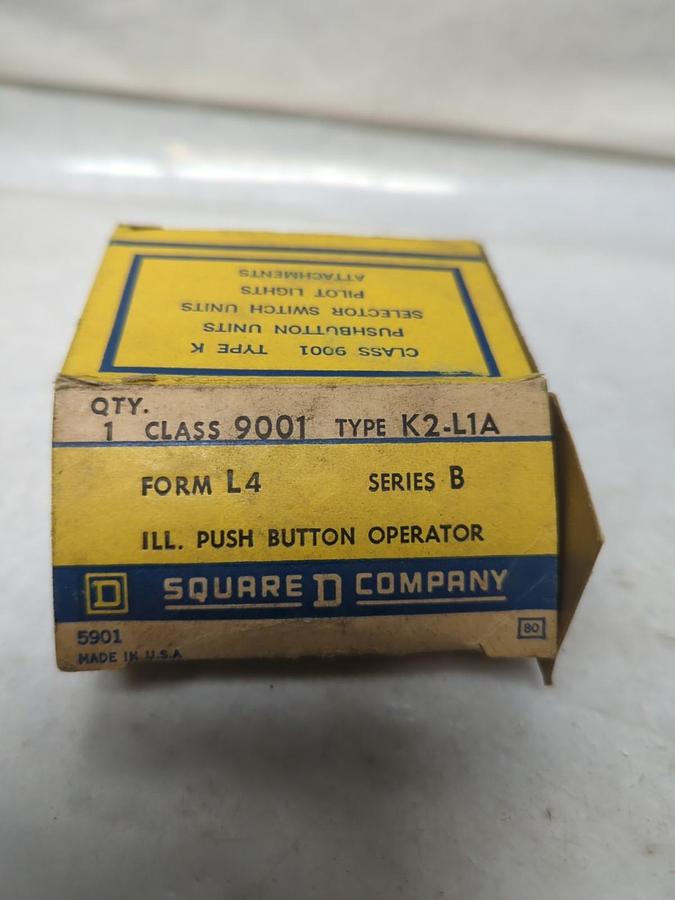 CLASS 9001 TYPE K
PUSHBUTTON UNITS
SELECTOR SWITCH UNITS
PILOT LIGHTS
ATTACHMENTS
QTY.
1 CLASS 9001 TYPE K2-L1A
FORM L4 SERIES B
ILL. PUSH BUTTON OPERATOR
D SQUARE D COMPANY
5901 80
MADE IN U.S.A